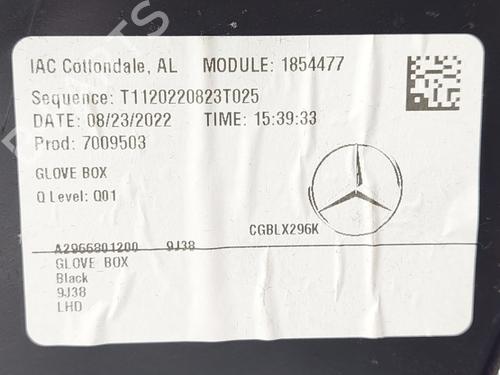 IAC Cottondale, AL MODULE: 1854477
Sequence: T1120220823T025
DATE: 08/23/2022 TIME: 15:39:33
Prod: 7009503
GLOVE BOX
Q Level: Q01
CGBLX296K
A2966801200 9J38
GLOVE BOX
Black
9J38
LHD